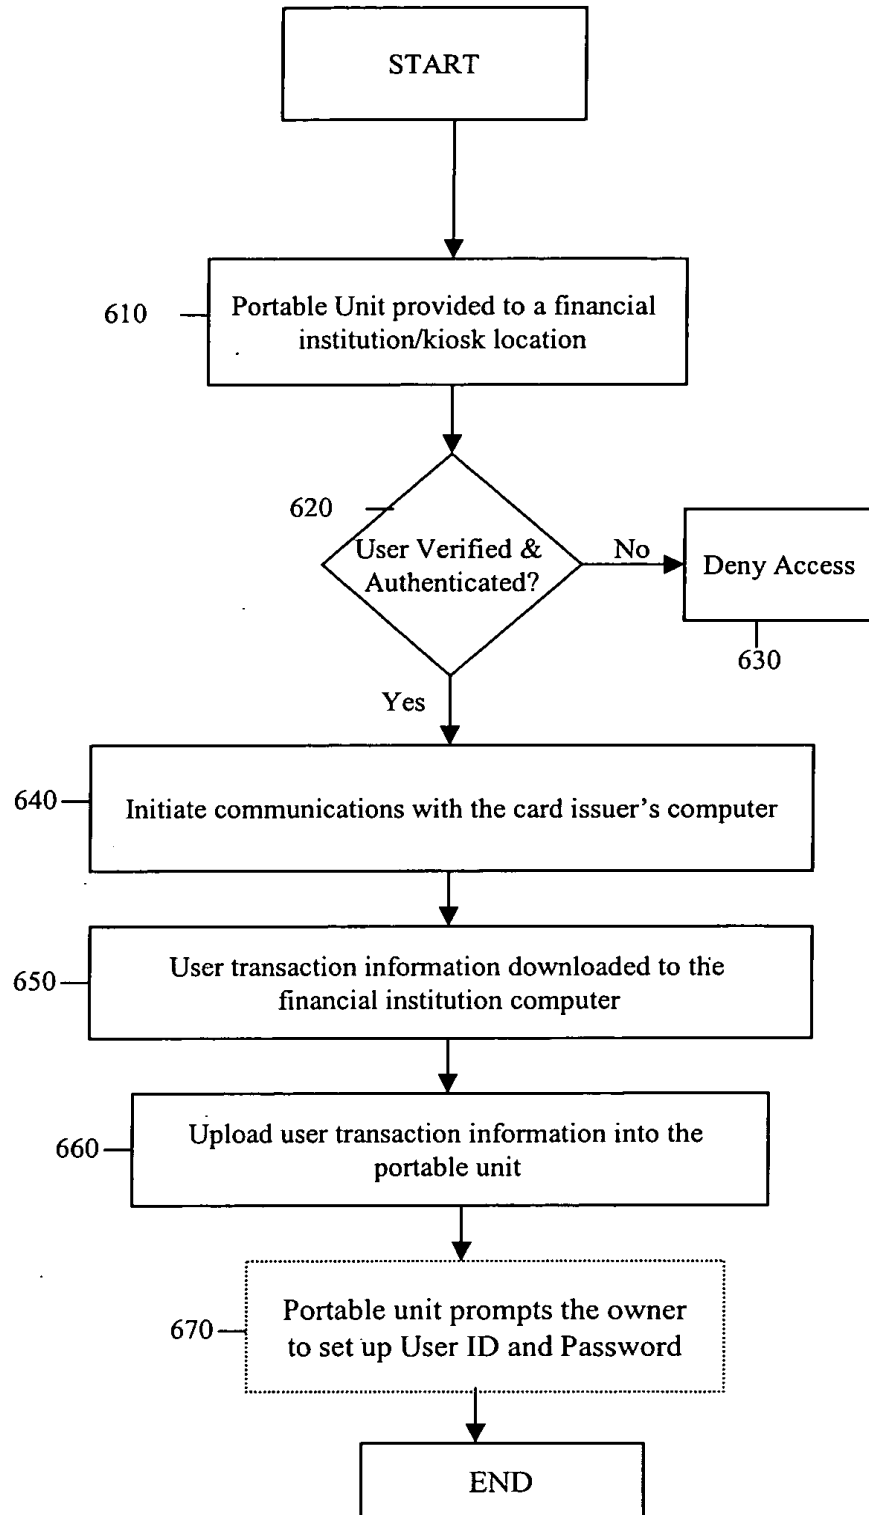 START
610
Portable Unit provided to a financial
institution/kiosk location
620
User Verified &
Authenticated?
No
Deny Access
630
Yes
640
Initiate communications with the card issuer's computer
650
User transaction information downloaded to the
financial institution computer
660
Upload user transaction information into the
portable unit
670
Portable unit prompts the owner
to set up User ID and Password
END